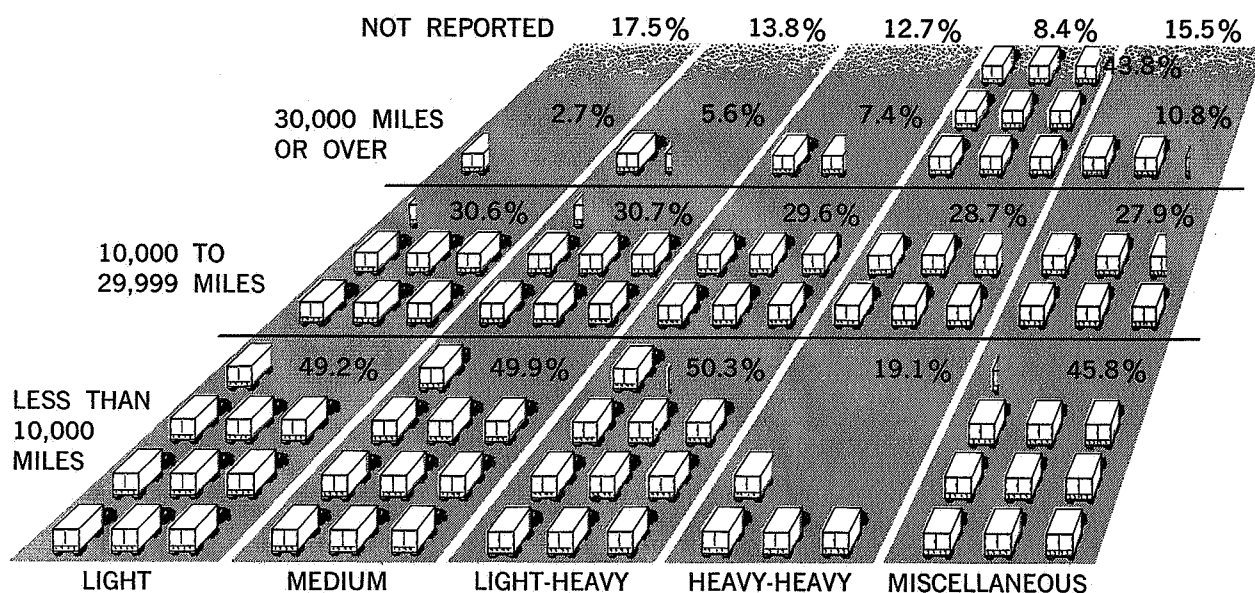 NOT REPORTED 17.5% 13.8% 12.7% 8.4% 15.5%
43.8%
30,000 MILES
OR OVER
2.7% 5.6% 7.4% 10.8%
30.6% 30.7% 29.6% 28.7% 27.9%
10,000 TO
29,999 MILES
49.2% 49.9% 50.3% 19.1% 45.8%
LESS THAN
10,000
MILES
LIGHT MEDIUM LIGHT-HEAVY HEAVY-HEAVY MISCELLANEOUS